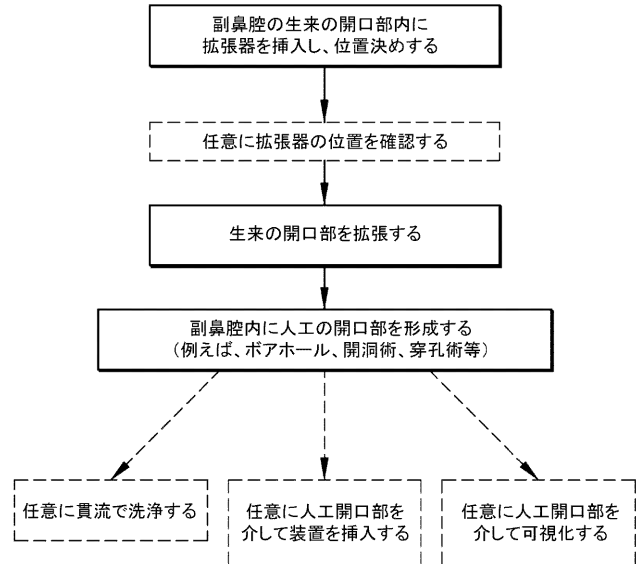 副鼻腔の生来の開口部内に
拡張器を挿入し、位置決めする
任意に拡張器の位置を確認する
生来の開口部を拡張する
副鼻腔内に人工の開口部を形成する
（例えば、ボアホール、開洞術、穿孔術等）
任意に貫流で洗浄する
任意に人工開口部を
介して装置を挿入する
任意に人工開口部を
介して可視化する